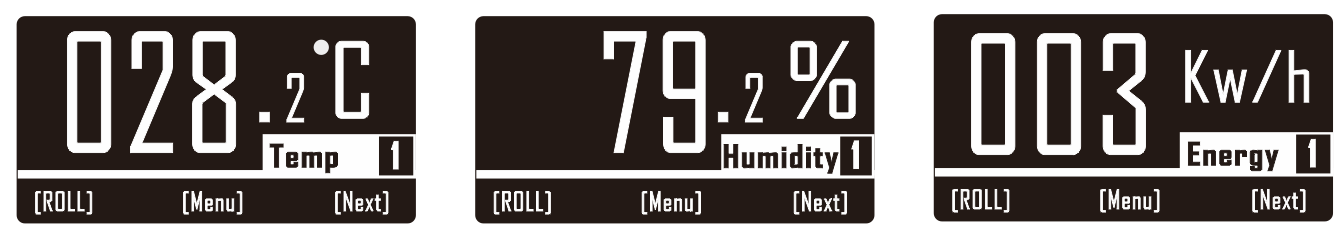 028.2°C
Temp 1
[ROLL] [Menu] [Next]
79.2%
Humidity 1
[ROLL] [Menu] [Next]
003 Kw/h
Energy 1
[ROLL] [Menu] [Next]